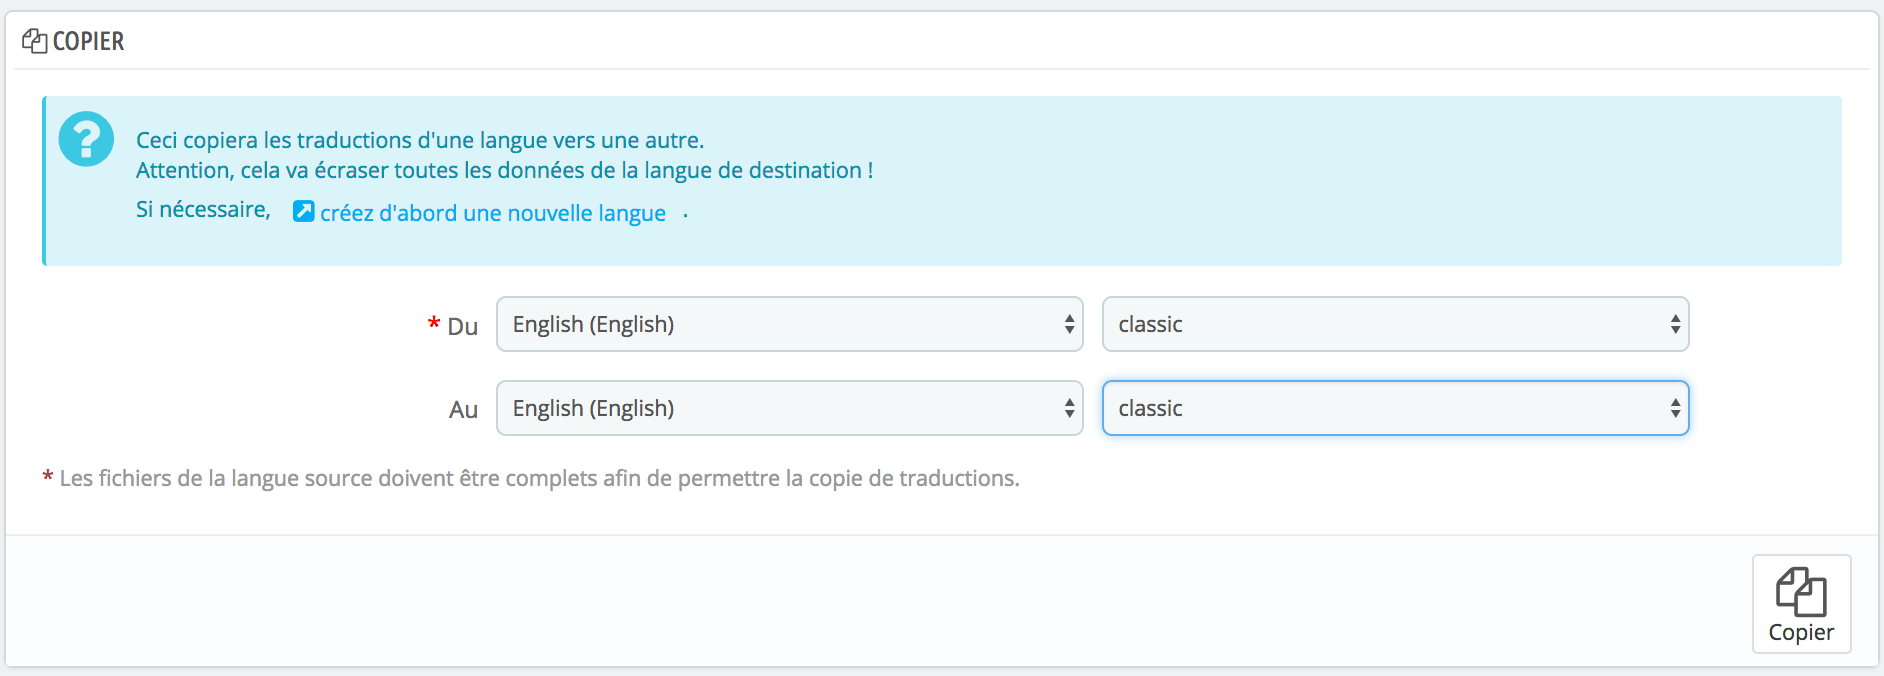 COPIER
Ceci copiera les traductions d'une langue vers une autre.
Attention, cela va écraser toutes les données de la langue de destination !
Si nécessaire, créez d'abord une nouvelle langue .
* Du English (English) classic
Au English (English) classic
* Les fichiers de la langue source doivent être complets afin de permettre la copie de traductions.
Copier